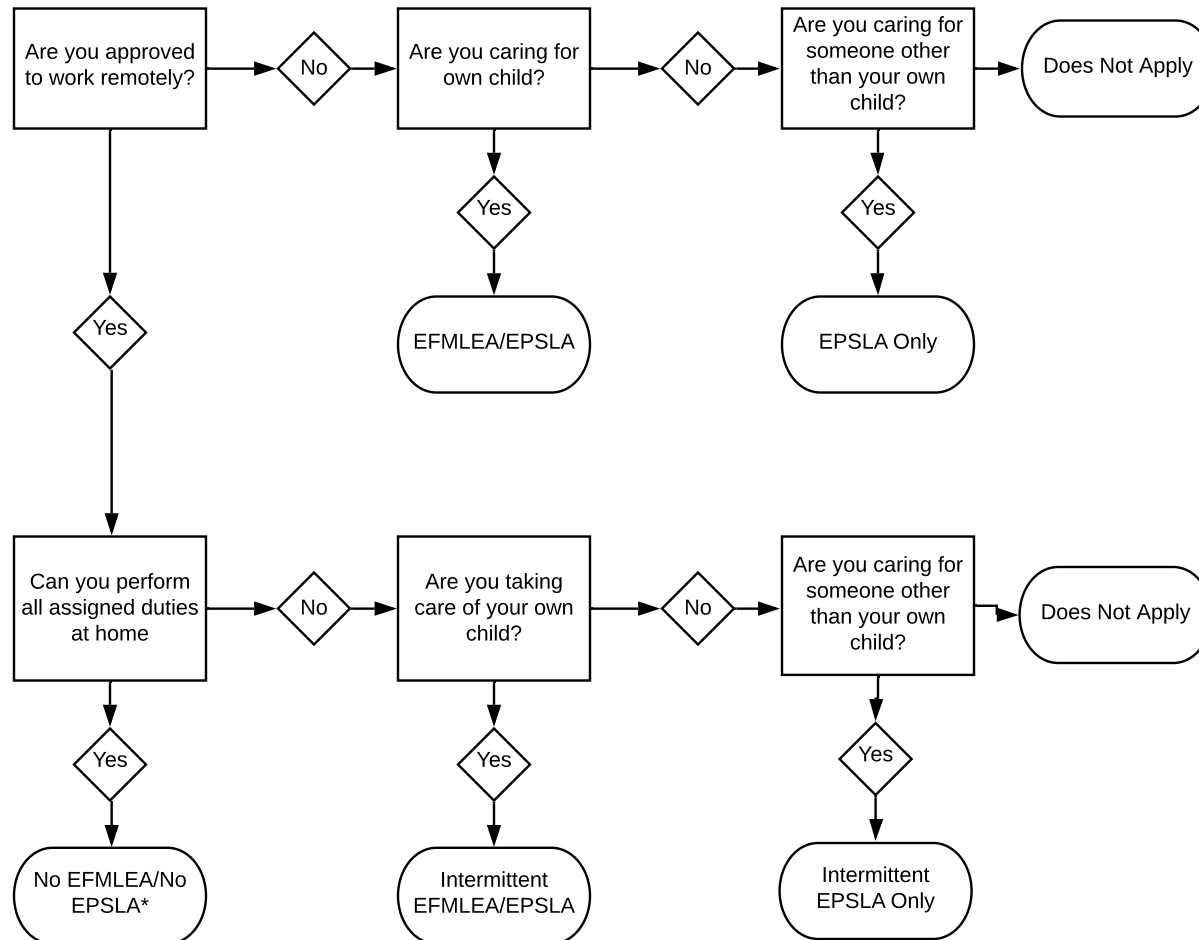 Are you approved
to work remotely?
No
Are you caring for
own child?
No
Are you caring for
someone other
than your own
child?
Does Not Apply
Yes
Yes
Yes
EFMLEA/EPSLA
EPSLA Only
Can you perform
all assigned duties
at home
No
Are you taking
care of your own
child?
No
Are you caring for
someone other
than your own
child?
Does Not Apply
Yes
Yes
Yes
No EFMLEA/No
EPSLA*
Intermittent
EFMLEA/EPSLA
Intermittent
EPSLA Only